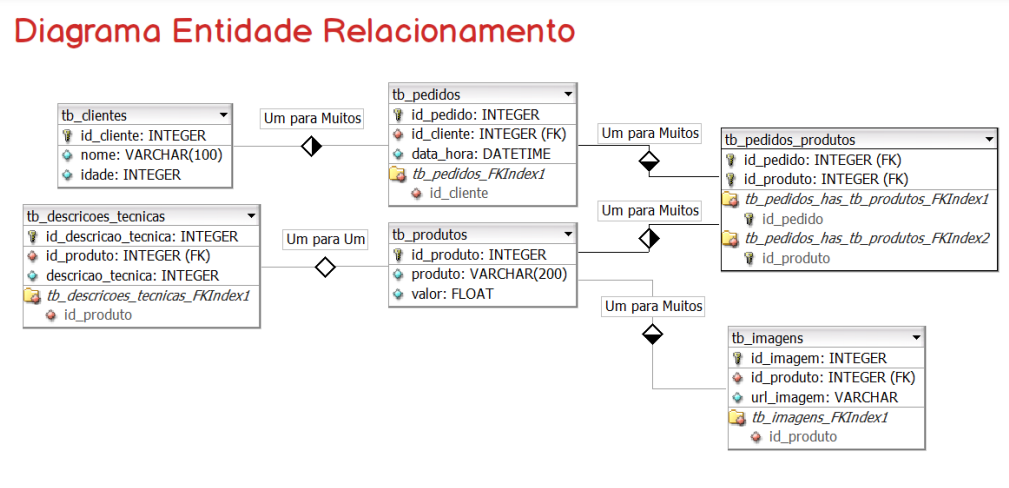 Diagrama Entidade Relacionamento
tb_clientes
id_cliente: INTEGER
nome: VARCHAR(100)
idade: INTEGER
Um para Muitos
tb_pedidos
id_pedido: INTEGER
id_cliente: INTEGER (FK)
data_hora: DATETIME
tb_pedidos_FKIndex1
id_cliente
Um para Muitos
tb_pedidos_produtos
id_pedido: INTEGER (FK)
id_produto: INTEGER (FK)
tb_pedidos_has_tb_produtos_FKIndex1
id_pedido
tb_pedidos_has_tb_produtos_FKIndex2
id_produto
tb_descricoes_tecnicas
id_descricao_tecnica: INTEGER
id_produto: INTEGER (FK)
descricao_tecnica: INTEGER
tb_descricoes_tecnicas_FKIndex1
id_produto
Um para Um
tb_produtos
id_produto: INTEGER
produto: VARCHAR(200)
valor: FLOAT
Um para Muitos
Um para Muitos
tb_imagens
id_imagem: INTEGER
id_produto: INTEGER (FK)
url_imagem: VARCHAR
tb_imagens_FKIndex1
id_produto